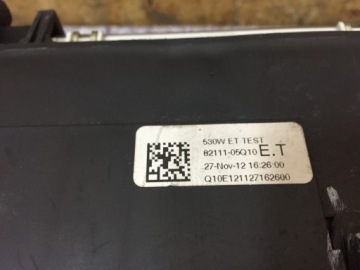 530W ET TEST
82111-05Q10 E.T
27-Nov-12 16:26:00
Q10E121127162600